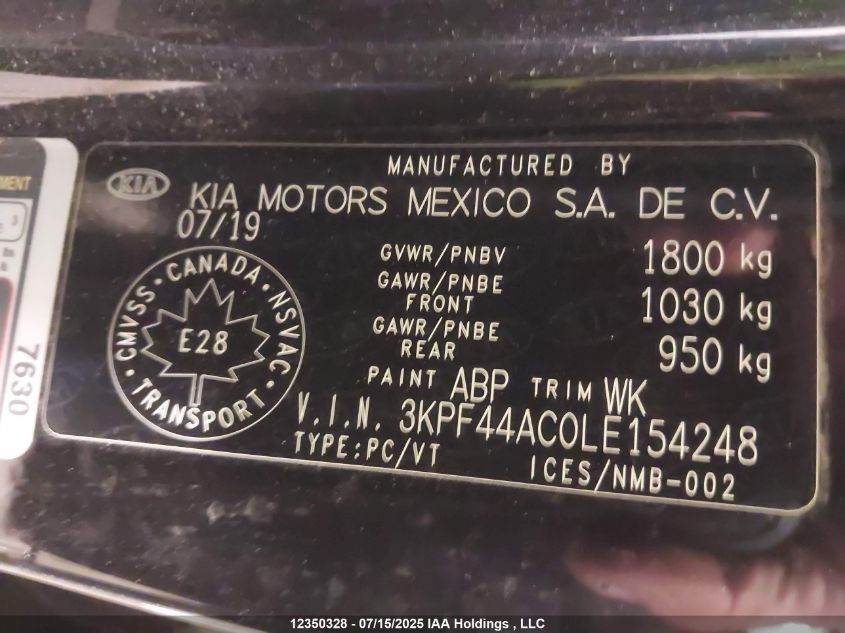 MANUFACTURED BY
KIA
KIA MOTORS MEXICO S.A. DE C.V.
07/19
GVWR/PNBV 1800 kg
GAWR/PNBE
FRONT 1030 kg
GAWR/PNBE
REAR 950 kg
CMVSS • CANADA • NSVAC • TRANSPORT •
E28
PAINT ABP TRIM WK
V.I.N. 3KPF44AC0LE154248
TYPE:PC/VT ICES/NMB-002
MENT
7630
12350328 - 07/15/2025 IAA Holdings , LLC